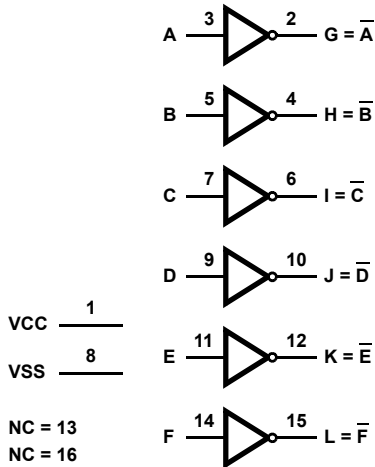 A 3 2 G = A̅
B 5 4 H = B̅
C 7 6 I = C̅
D 9 10 J = D̅
VCC 1
E 11 12 K = E̅
VSS 8
NC = 13
F 14 15 L = F̅
NC = 16